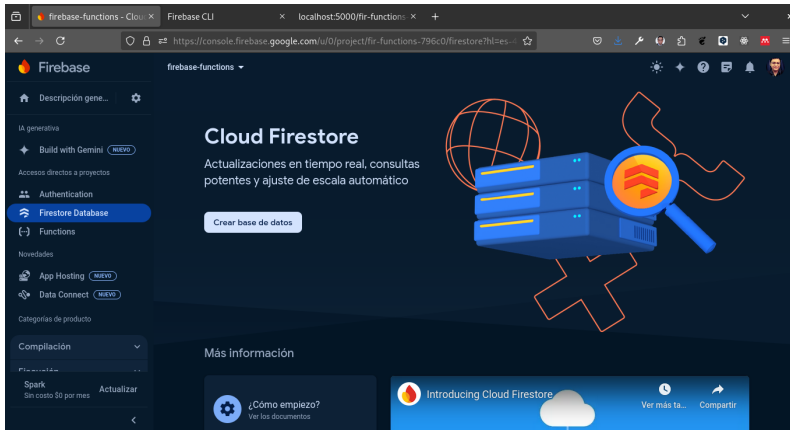 firebase-functions - Clou
Firebase CLI
localhost:5000/fir-functions-
https://console.firebase.google.com/u/0/project/fir-functions-796c0/firestore?hl=es-4
Firebase
firebase-functions
Descripción gene...
IA generativa
Build with Gemini NUEVO
Accesos directos a proyectos
Authentication
Firestore Database
Functions
Novedades
App Hosting NUEVO
Data Connect NUEVO
Categorías de producto
Compilación
Spark
Sin costo $0 por mes
Actualizar
Cloud Firestore
Actualizaciones en tiempo real, consultas
potentes y ajuste de escala automático
Crear base de datos
Más información
¿Cómo empiezo?
Ver los documentos
Introducing Cloud Firestore
Ver más ta...
Compartir